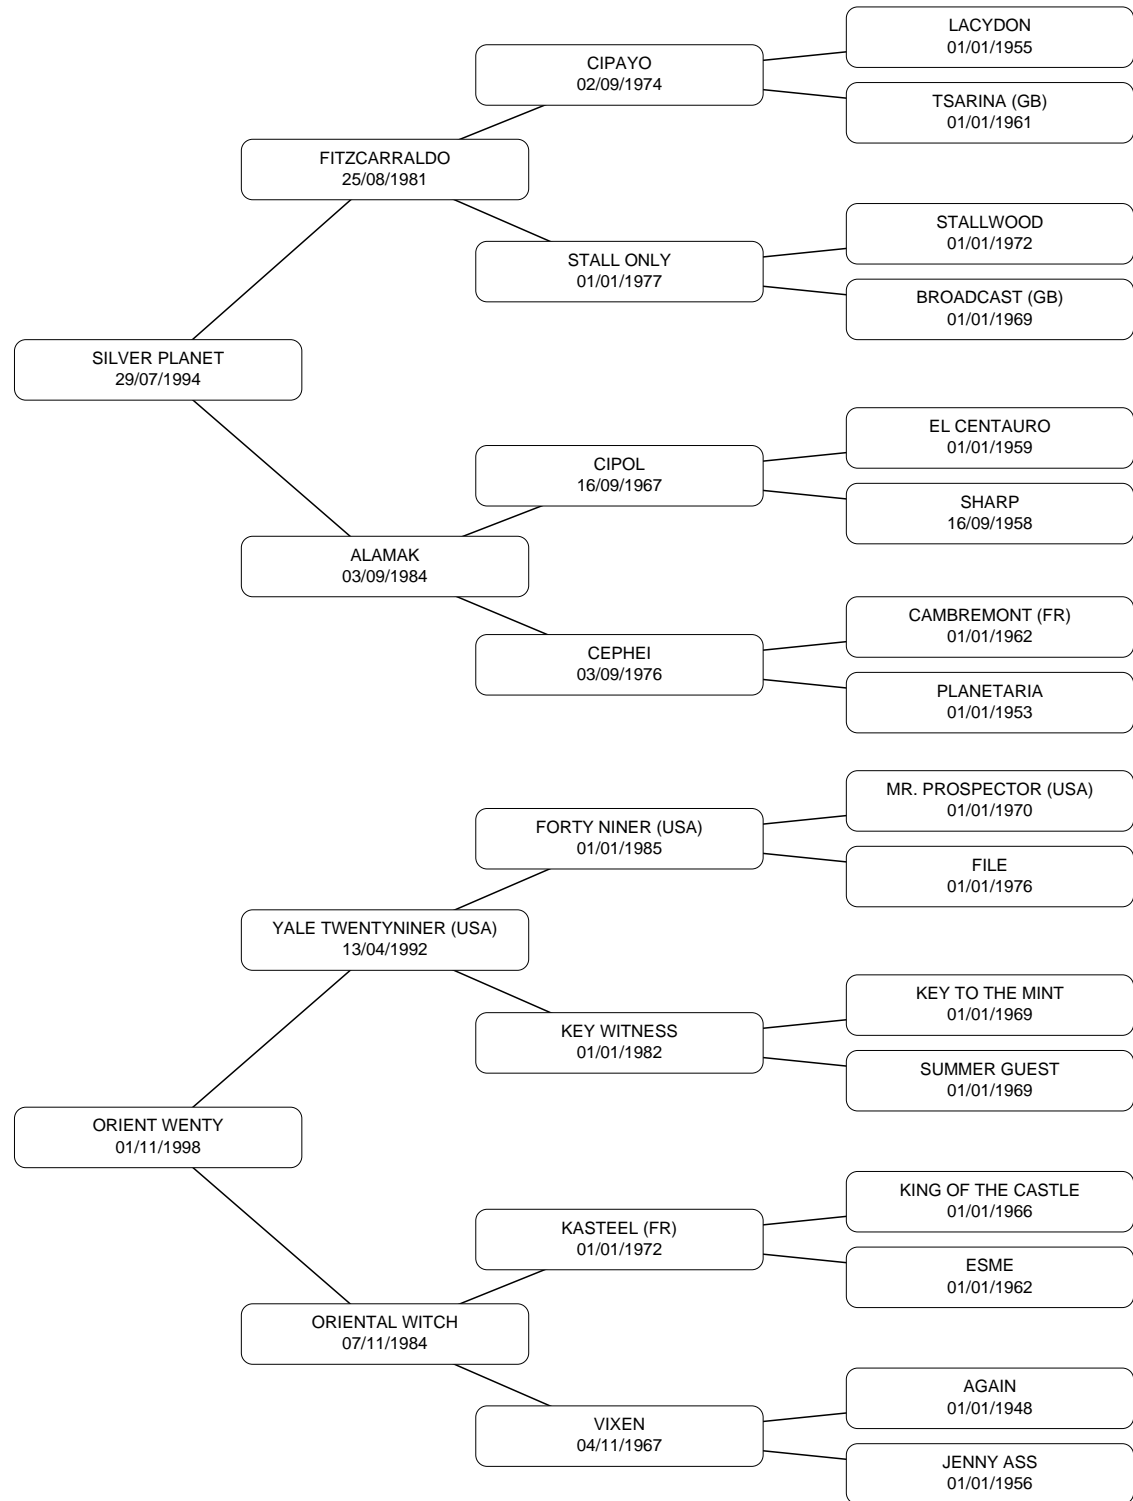 LACYDON
01/01/1955
CIPAYO
02/09/1974
TSARINA (GB)
01/01/1961
FITZCARRALDO
25/08/1981
STALLWOOD
01/01/1972
STALL ONLY
01/01/1977
BROADCAST (GB)
01/01/1969
SILVER PLANET
29/07/1994
EL CENTAURO
01/01/1959
CIPOL
16/09/1967
SHARP
16/09/1958
ALAMAK
03/09/1984
CAMBREMONT (FR)
01/01/1962
CEPHEI
03/09/1976
PLANETARIA
01/01/1953
MR. PROSPECTOR (USA)
01/01/1970
FORTY NINER (USA)
01/01/1985
FILE
01/01/1976
YALE TWENTYNINER (USA)
13/04/1992
KEY TO THE MINT
01/01/1969
KEY WITNESS
01/01/1982
SUMMER GUEST
01/01/1969
ORIENT WENTY
01/11/1998
KING OF THE CASTLE
01/01/1966
KASTEEL (FR)
01/01/1972
ESME
01/01/1962
ORIENTAL WITCH
07/11/1984
AGAIN
01/01/1948
VIXEN
04/11/1967
JENNY ASS
01/01/1956